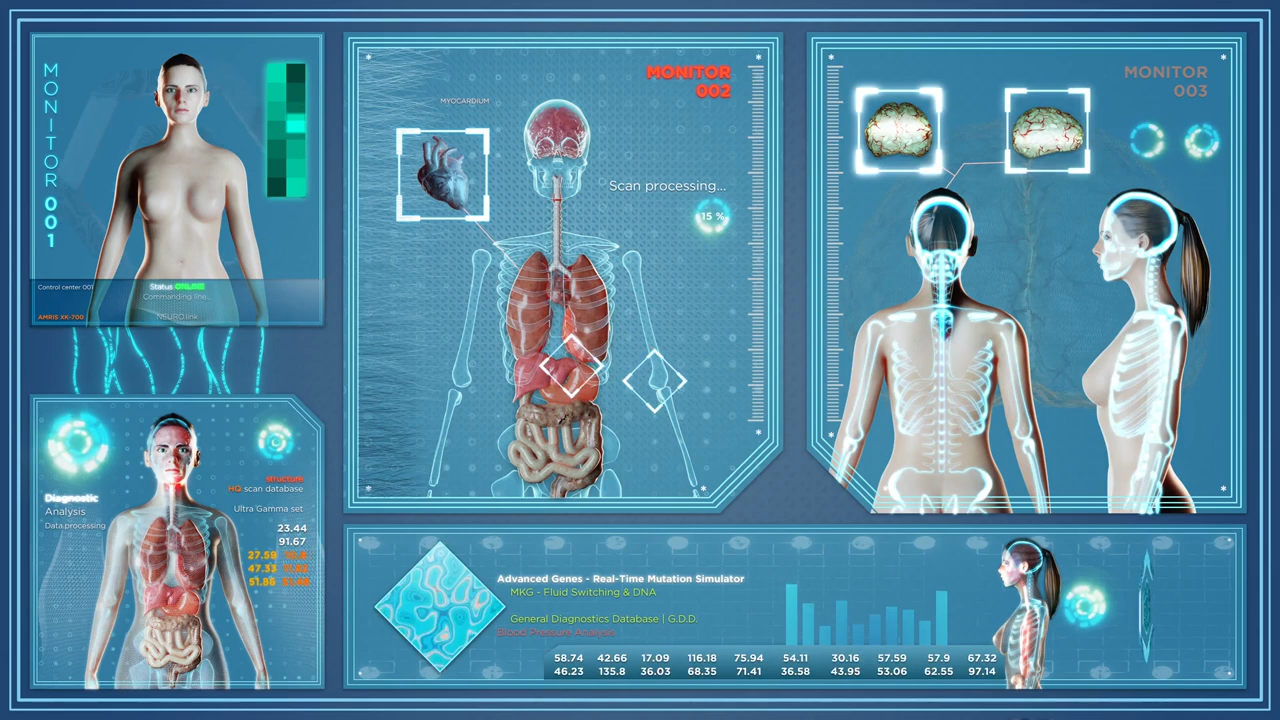 MONITOR 001
Control center 001
Status ONLINE
Commanding line..
AMRIS XK-700
NEURO.link
MONITOR
002
MYOCARDIUM
Scan processing...
15 %
MONITOR
003
Diagnostic
Analysis
Data.processing
structure
HQ scan database
Ultra Gamma set
23.44
91.67
27.59
47.33
51.86
Advanced Genes - Real-Time Mutation Simulator
MKG - Fluid Switching & DNA
General Diagnostics Database | G.D.D.
Blood Pressure Analysis
58.74 42.66 17.09 116.18 75.94 54.11 30.16 57.59 57.9 67.32
46.23 135.8 36.03 68.35 71.41 36.58 43.95 53.06 62.55 97.14